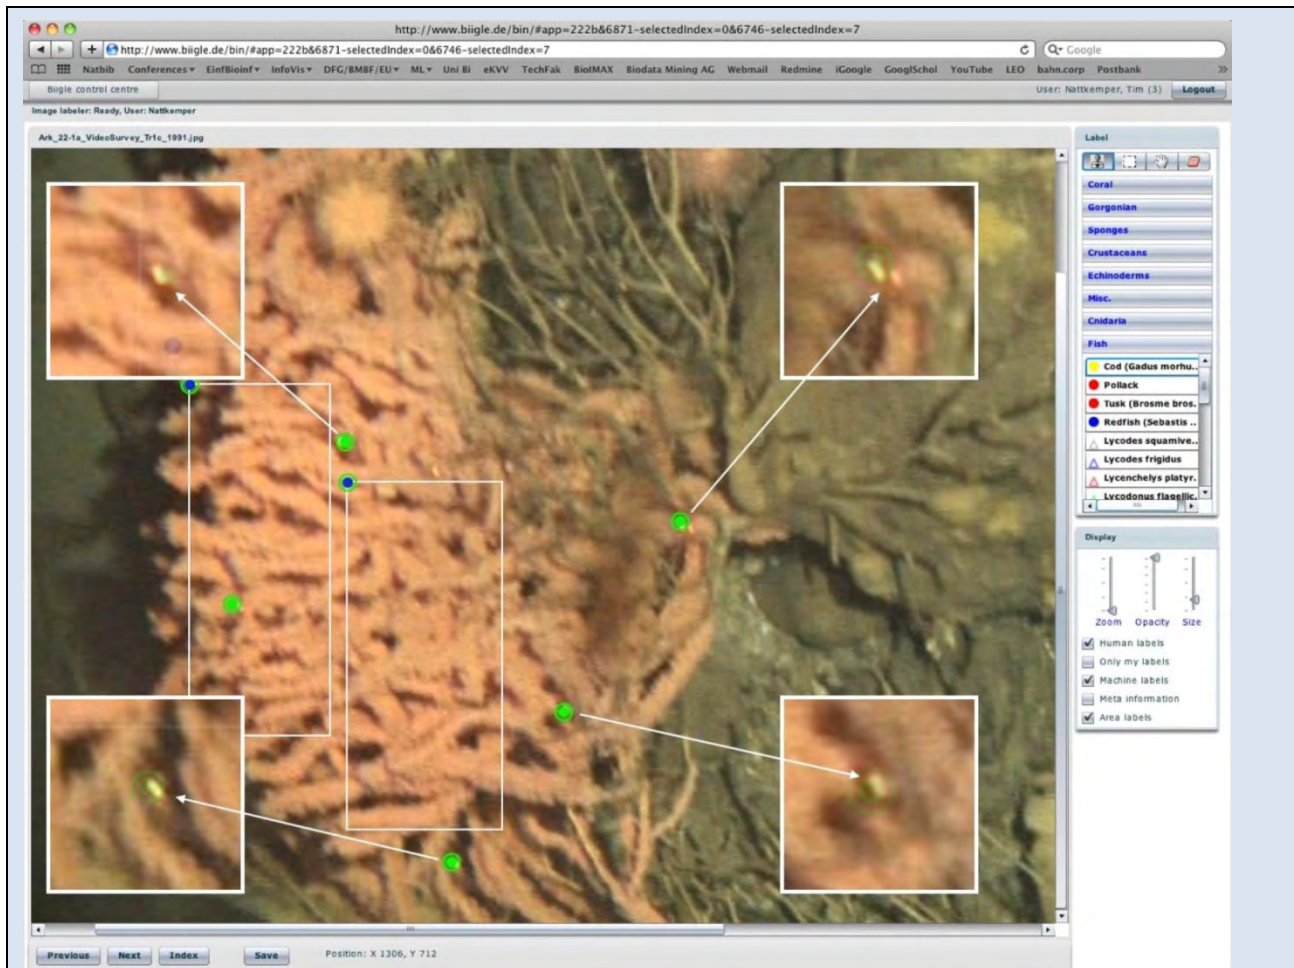 http://www.biigle.de/bin/#app=222b&6871-selectedIndex=0&6746-selectedIndex=7
http://www.biigle.de/bin/#app=222b&6871-selectedIndex=0&6746-selectedIndex=7
Google
Natbib Conferences EinfBioinf InfoVis DFG/BMBF/EU ML Uni Bi eKVV TechFak BioIMAX Biodata Mining AG Webmail Redmine iGoogle GooglSchol YouTube LEO bahn.corp Postbank
Biigle control centre
User: Nattkemper, Tim (3) Logout
Image labeler: Ready, User: Nattkemper
Ark_22-1a_VideoSurvey_Tr1c_1991.jpg
Label
Coral
Gorgonian
Sponges
Crustaceans
Echinoderms
Misc.
Cnidaria
Fish
Cod (Gadus morhu..
Pollack
Tusk (Brosme bros.
Redfish (Sebastis ..
Lycodes squamive..
Lycodes frigidus
Lycenchelys platyr.
Lycodonus flagellic.
Display
Zoom Opacity Size
Human labels
Only my labels
Machine labels
Meta information
Area labels
Previous Next Index Save Position: X 1306, Y 712